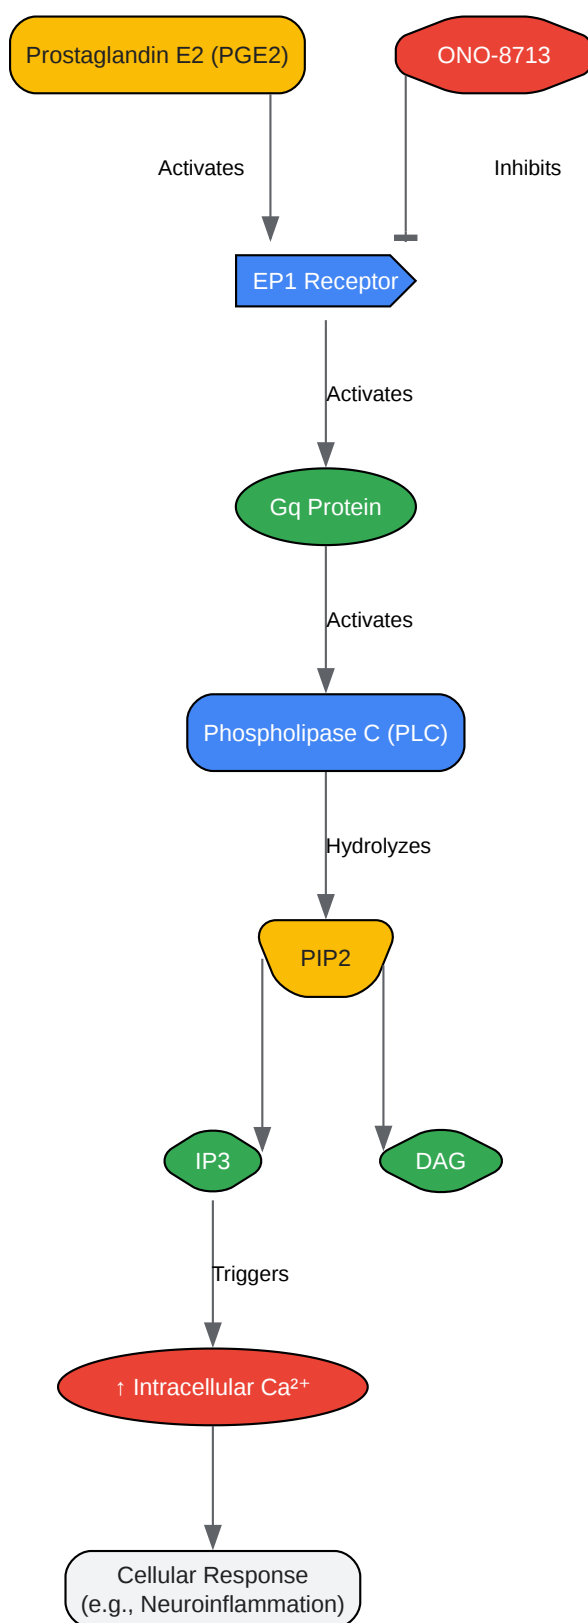 Prostaglandin E2 (PGE2)
ONO-8713
Activates
Inhibits
EP1 Receptor
Activates
Gq Protein
Activates
Phospholipase C (PLC)
Hydrolyzes
PIP2
IP3
DAG
Triggers
↑ Intracellular Ca²⁺
Cellular Response
(e.g., Neuroinflammation)